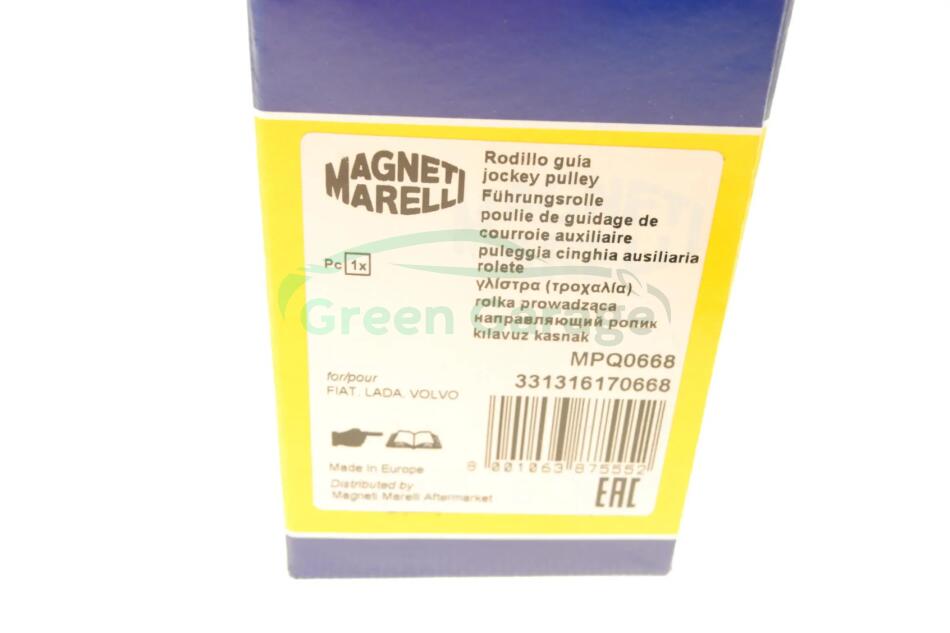 MAGNETI
MARELLI
Rodillo guía
jockey pulley
Führungsrolle
poulie de guidage de
courroie auxiliaire
puleggia cinghia ausiliaria
rolete
γλίστρα (τροχαλία)
rolka prowadząca
направляющий ролик
kılavuz kasnak
Pc 1x
Green Garage
MPQ0668
331316170668
for/pour
FIAT, LADA, VOLVO
8 001063 875552
Made in Europe
Distributed by
Magneti Marelli Aftermarket
EAC